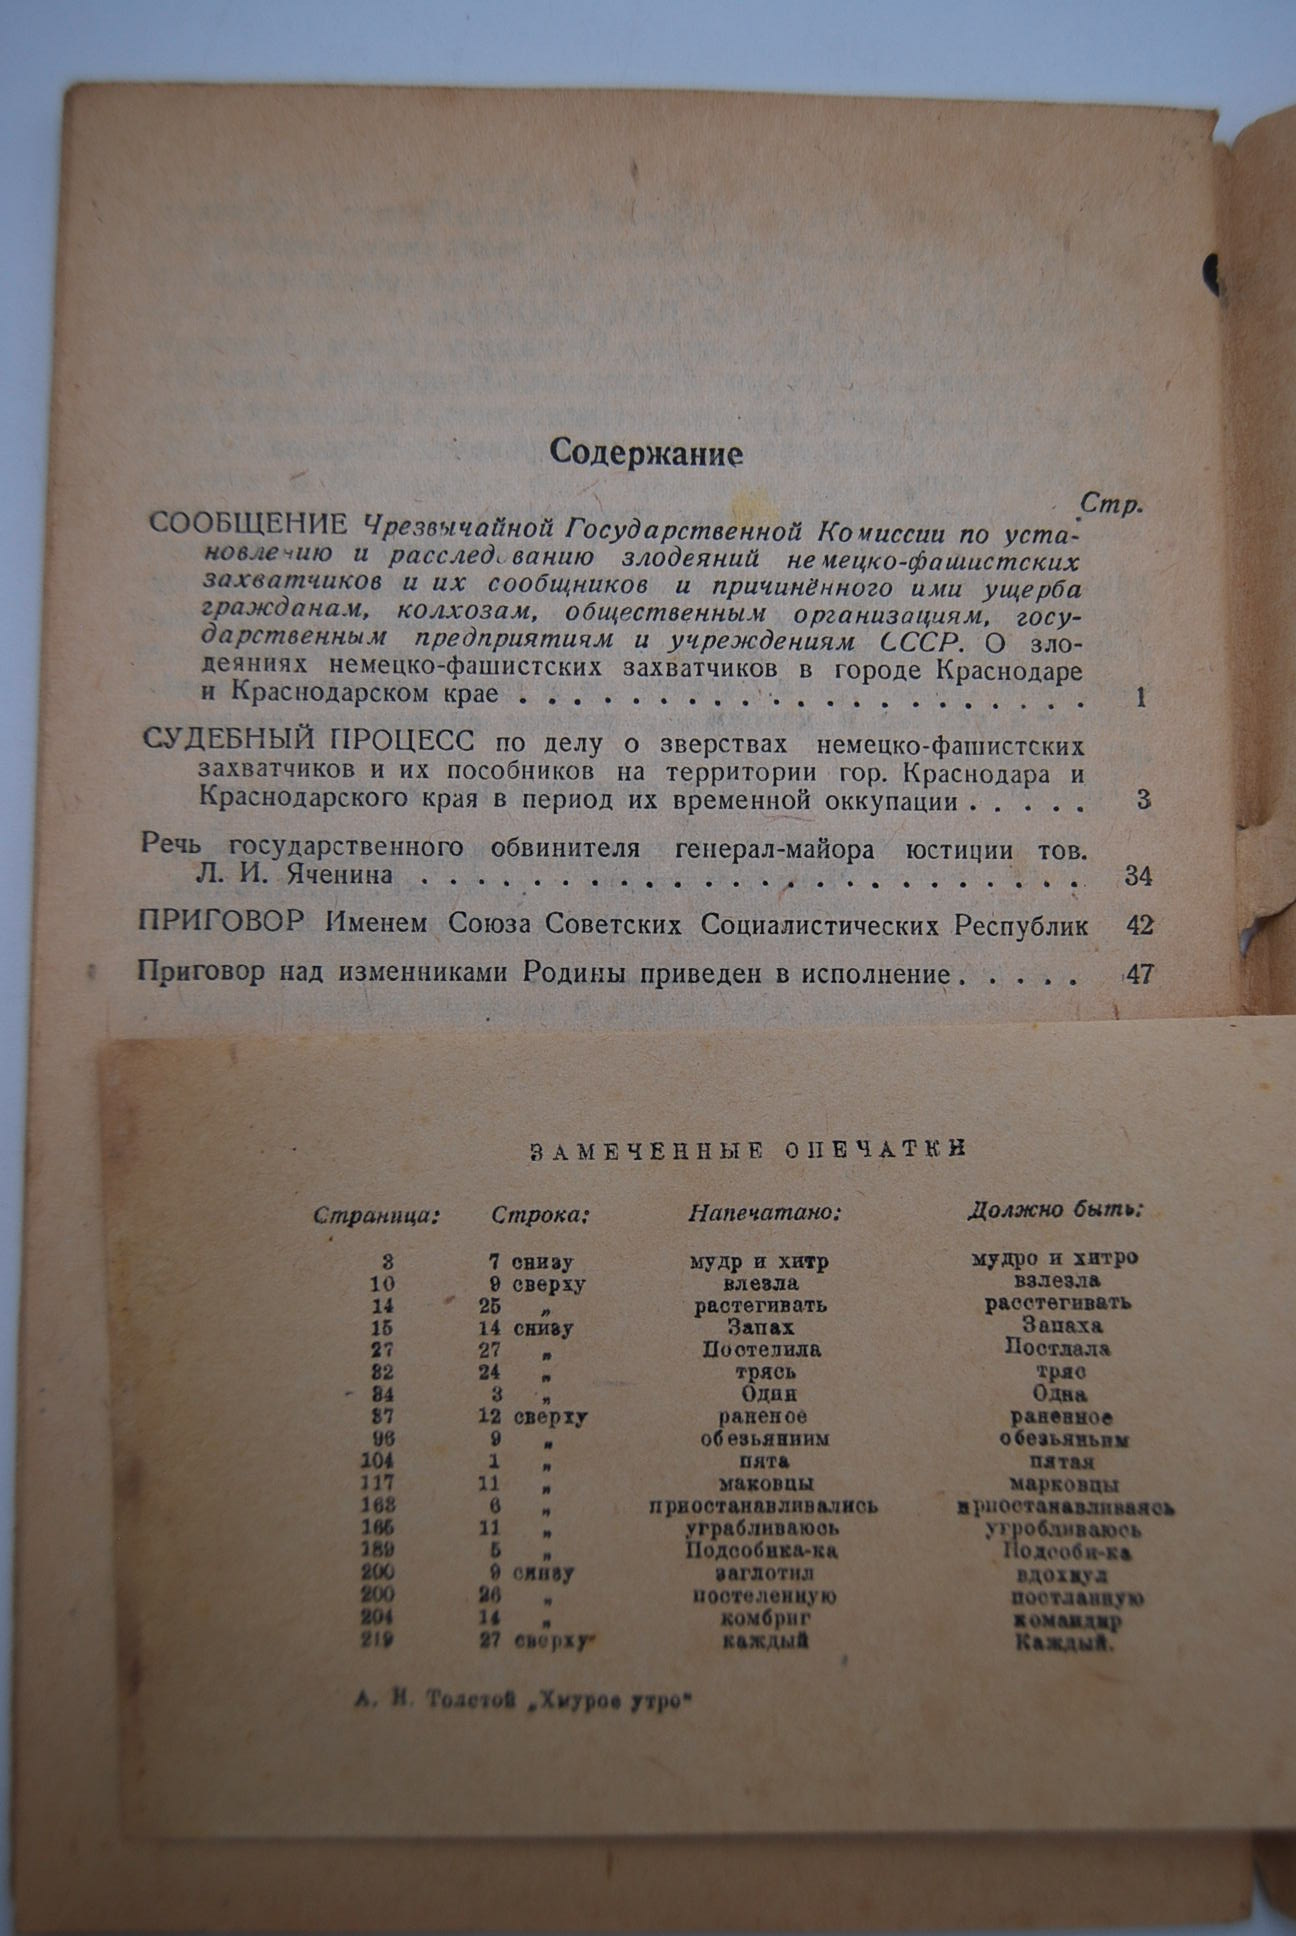 Содержание
Стр.
СООБЩЕНИЕ Чрезвычайной Государственной Комиссии по уста-
новлению и расследованию злодеяний немецко-фашистских
захватчиков и их сообщников и причинённого ими ущерба
гражданам, колхозам, общественным организациям, госу-
дарственным предприятиям и учреждениям СССР. О зло-
деяниях немецко-фашистских захватчиков в городе Краснодаре
и Краснодарском крае . . . . . . . . . . . . . . . . . . . . . 1
СУДЕБНЫЙ ПРОЦЕСС по делу о зверствах немецко-фашистских
захватчиков и их пособников на территории гор. Краснодара и
Краснодарского края в период их временной оккупации . . . . . 3
Речь государственного обвинителя генерал-майора юстиции тов.
Л. И. Яченина . . . . . . . . . . . . . . . . . . . . . . . . 34
ПРИГОВОР Именем Союза Советских Социалистических Республик 42
Приговор над изменниками Родины приведен в исполнение . . . . . 47
ЗАМЕЧЕННЫЕ ОПЕЧАТКИ
Страница: Строка: Напечатано: Должно быть:
3 7 снизу мудр и хитр мудро и хитро
10 9 сверху влезла взлезла
14 25 „ растегивать расстегивать
15 14 снизу Запах Запаха
27 27 „ Постелила Постлала
32 24 „ трясь тряс
34 3 „ Один Одна
37 12 сверху раненое раненное
96 9 „ обезьянним обезьяньим
104 1 „ пята пятая
117 11 „ маковцы марковцы
163 6 „ приостанавливались приостанавливаясь
165 11 „ уграбливаюсь угробливаюсь
189 5 „ Подсобика-ка Подсоби-ка
200 9 снизу заглотил вдохнул
200 26 „ постеленную постланную
204 14 „ комбриг командир
219 27 сверху каждый Каждый.
А. Н. Толстой „Хмурое утро"